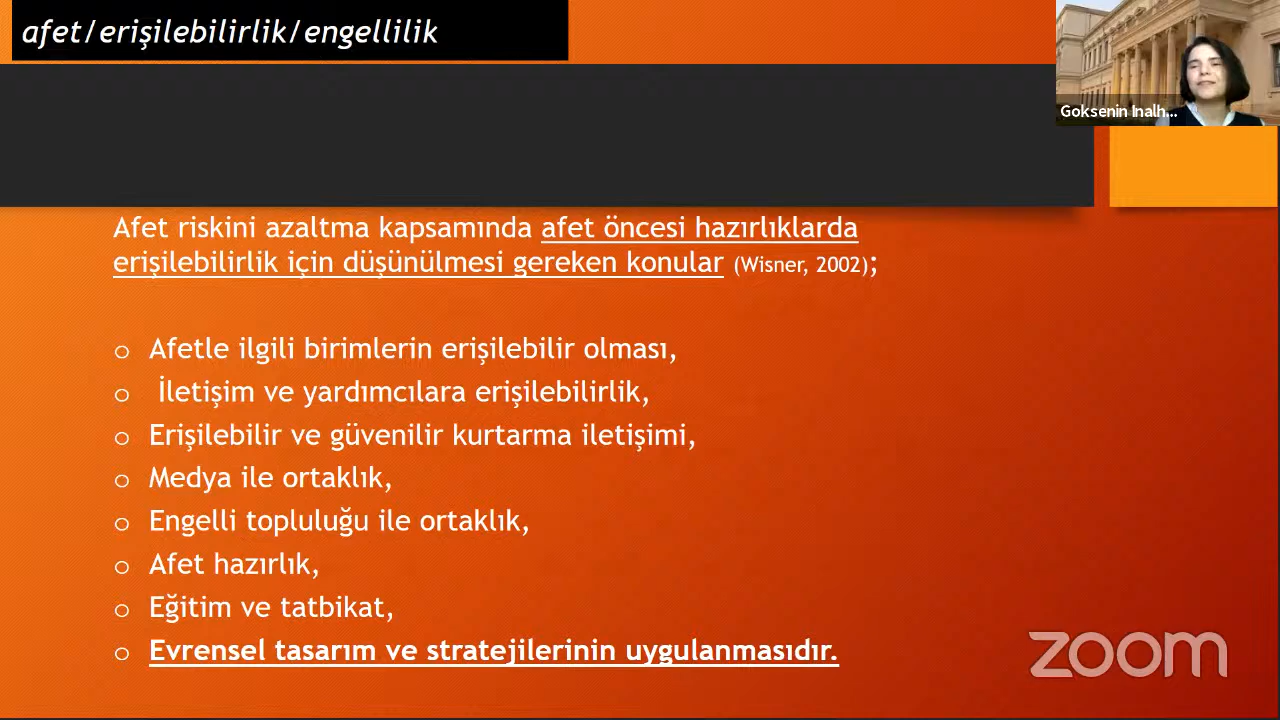 afet/erişilebilirlik/engellilik
Goksenin Inalh...
Afet riskini azaltma kapsamında afet öncesi hazırlıklarda
erişilebilirlik için düşünülmesi gereken konular (Wisner, 2002);
o Afetle ilgili birimlerin erişilebilir olması,
o İletişim ve yardımcılara erişilebilirlik,
o Erişilebilir ve güvenilir kurtarma iletişimi,
o Medya ile ortaklık,
o Engelli topluluğu ile ortaklık,
o Afet hazırlık,
o Eğitim ve tatbikat,
o Evrensel tasarım ve stratejilerinin uygulanmasıdır.
zoom